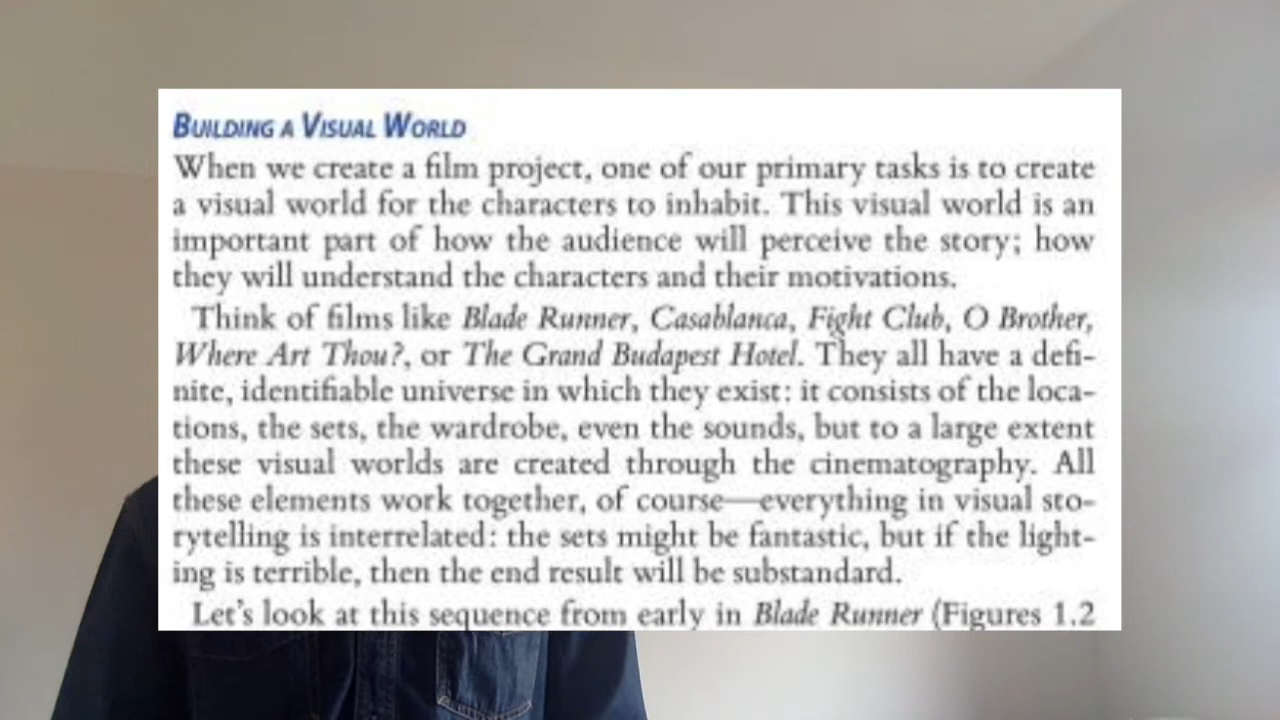 BUILDING A VISUAL WORLD
When we create a film project, one of our primary tasks is to create
a visual world for the characters to inhabit. This visual world is an
important part of how the audience will perceive the story; how
they will understand the characters and their motivations.
Think of films like Blade Runner, Casablanca, Fight Club, O Brother,
Where Art Thou?, or The Grand Budapest Hotel. They all have a defi-
nite, identifiable universe in which they exist: it consists of the loca-
tions, the sets, the wardrobe, even the sounds, but to a large extent
these visual worlds are created through the cinematography. All
these elements work together, of course—everything in visual sto-
rytelling is interrelated: the sets might be fantastic, but if the light-
ing is terrible, then the end result will be substandard.
Let's look at this sequence from early in Blade Runner (Figures 1.2